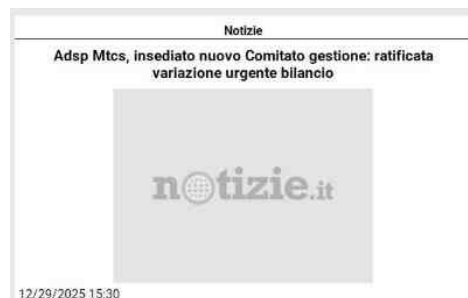 Notizie
Adsp Mtcs, insediato nuovo Comitato gestione: ratificata
variazione urgente bilancio
notizie.it
12/29/2025 15:30